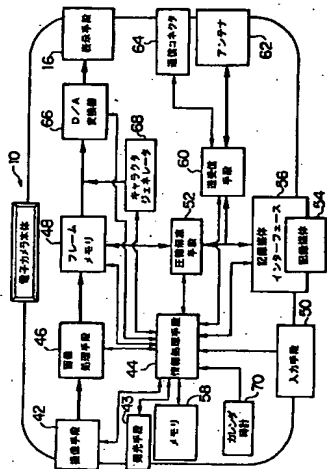 10
電子カメラ本体
42
撮像手段
46
画像
処理手段
48
フレーム
メモリ
66
D/A
変換器
16
表示手段
68
キャラクタ
ジェネレータ
64
通信コネクタ
43
発光手段
44
情報処理手段
52
圧縮伸長
手段
60
送受信
手段
62
アンテナ
58
メモリ
56
記録媒体
インターフェース
54
記録媒体
70
カレンダ
時計
50
入力手段